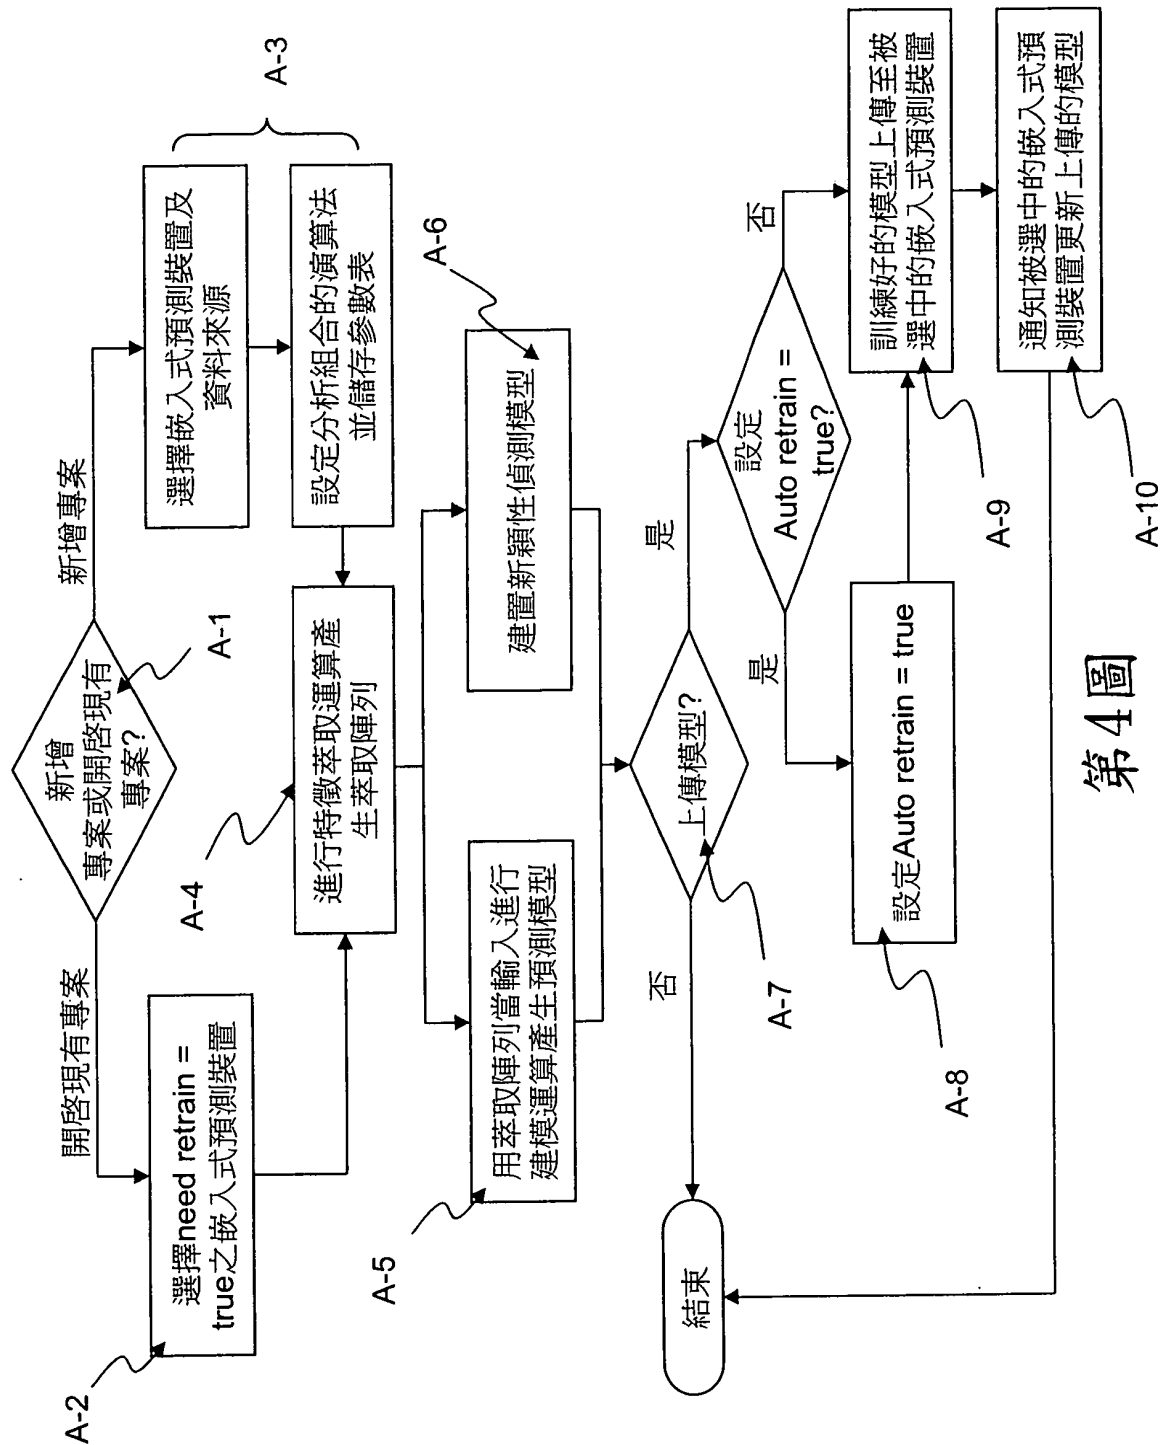 新增
專案或開啓現有
專案?
A-1
開啓現有專案
新增專案
選擇need retrain =
true之嵌入式預測裝置
A-2
選擇嵌入式預測裝置及
資料來源
設定分析組合的演算法
並儲存參數表
A-3
進行特徵萃取運算產
生萃取陣列
A-4
用萃取陣列當輸入進行
建模運算產生預測模型
A-5
建置新穎性偵測模型
A-6
上傳模型?
A-7
否
是
結束
設定
Auto retrain =
true?
是
否
設定Auto retrain = true
A-8
訓練好的模型上傳至被
選中的嵌入式預測裝置
A-9
通知被選中的嵌入式預
測裝置更新上傳的模型
A-10
第4圖